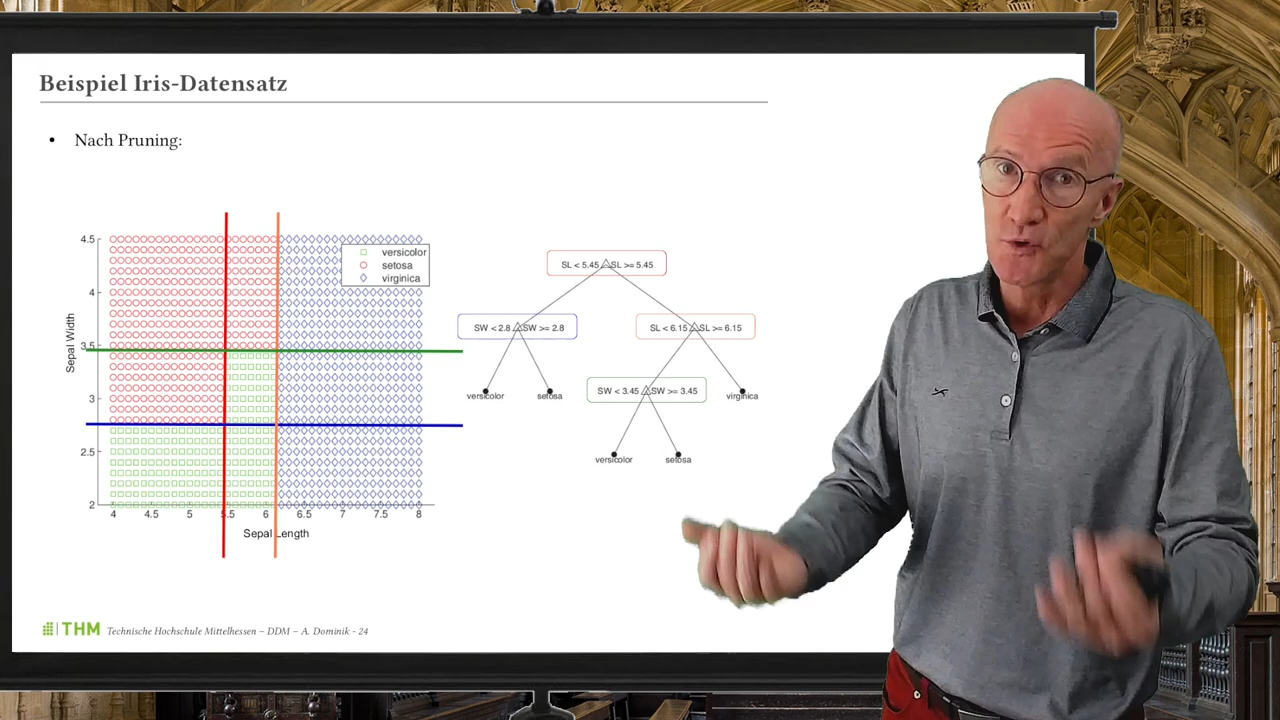 Beispiel Iris-Datensatz
• Nach Pruning:
4.5
4
3.5
3
2.5
2
Sepal Width
versicolor
setosa
virginica
4 4.5 5 5.5 6 6.5 7 7.5 8
Sepal Length
SL < 5.45 SL >= 5.45
SW < 2.8 SW >= 2.8
SL < 6.15 SL >= 6.15
versicolor setosa
SW < 3.45 SW >= 3.45
virginica
versicolor setosa
THM Technische Hochschule Mittelhessen – DDM – A. Dominik - 24